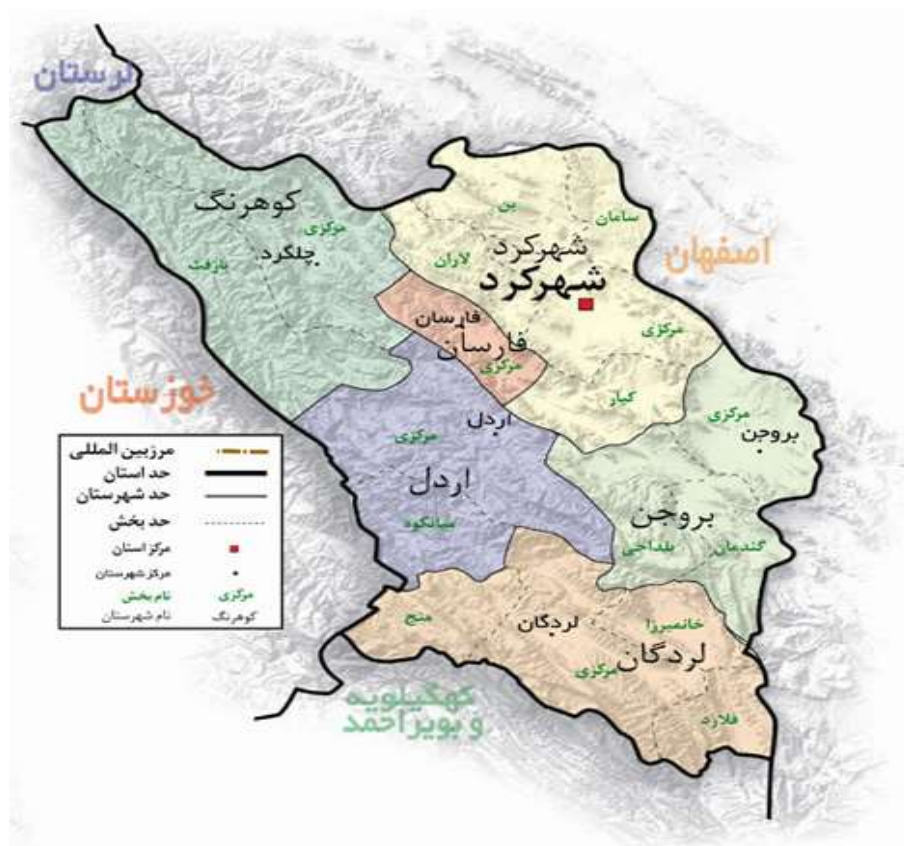 لرستان
کوهرنگ
مرکزی
چلگرد
بازفت
بن
سامان
شهرکرد
لاران
شهرکرد
اصفهان
مرکزی
کیار
فارسان
فارسان
مرکزی
خوزستان
اردل
مرکزی
اردل
میانکوه
مرکزی
بروجن
بروجن
بلداجی
گندمان
لردگان
خانمیرزا
منج
لردگان
مرکزی
فلارد
کهگیلویه
و بویراحمد
مرزبین المللی
حد استان
حد شهرستان
حد بخش
مرکز استان
مرکز شهرستان
نام بخش مرکزی
نام شهرستان کوهرنگ